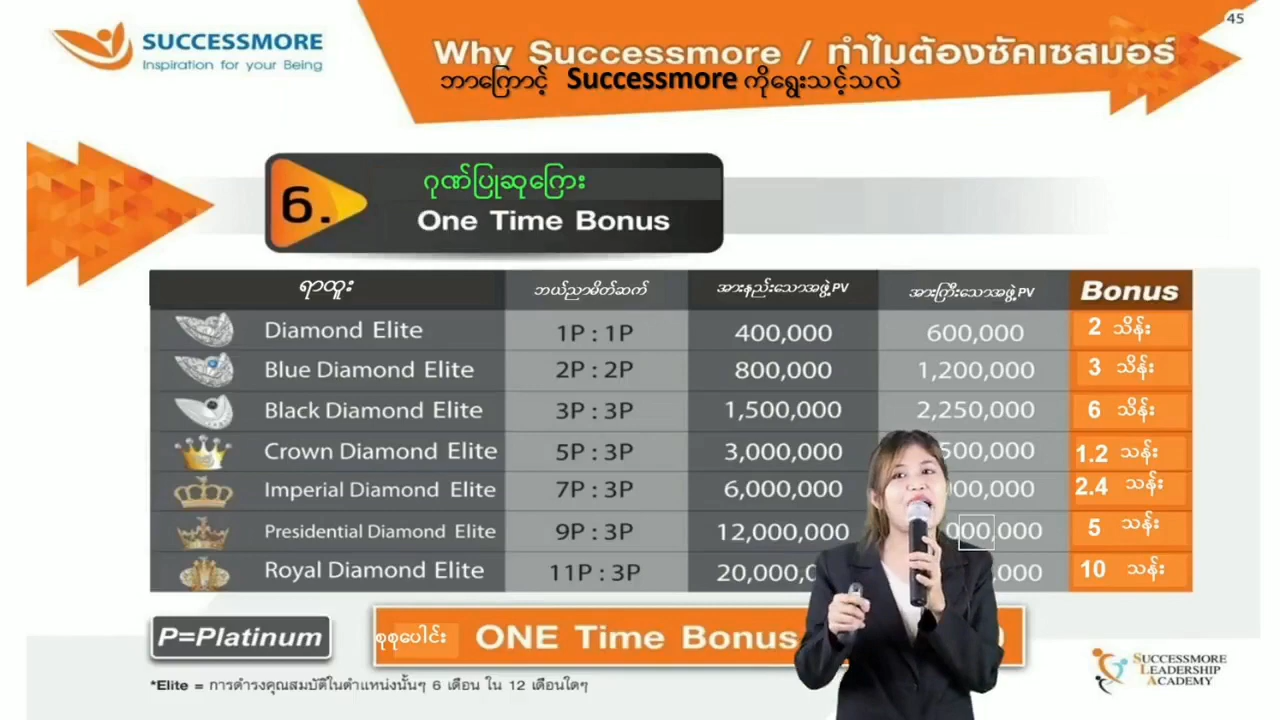 45
SUCCESSMORE
Inspiration for your Being
Why Successmore / ทำไมต้องซัคเซสมอร์
ဘာကြောင့် Successmore ကိုရွေးသင့်သလဲ
6.
ဂုဏ်ပြုဆုကြေး
One Time Bonus
ရာထူး ဘယ်ညာမိတ်ဆက် အားနည်းသောအဖွဲ့PV အားကြီးသောအဖွဲ့PV Bonus
Diamond Elite 1P : 1P 400,000 600,000 2 သိန်း
Blue Diamond Elite 2P : 2P 800,000 1,200,000 3 သိန်း
Black Diamond Elite 3P : 3P 1,500,000 2,250,000 6 သိန်း
Crown Diamond Elite 5P : 3P 3,000,000 500,000 1.2 သန်း
Imperial Diamond Elite 7P : 3P 6,000,000 000 2.4 သန်း
Presidential Diamond Elite 9P : 3P 12,000,000 000,000 5 သန်း
Royal Diamond Elite 11P : 3P 20,000, 000 10 သန်း
P=Platinum
စုစုပေါင်း ONE Time Bonus
*Elite = การดำรงคุณสมบัติในตำแหน่งนั้นๆ 6 เดือน ใน 12 เดือนใดๆ
SUCCESSMORE
LEADERSHIP
ACADEMY